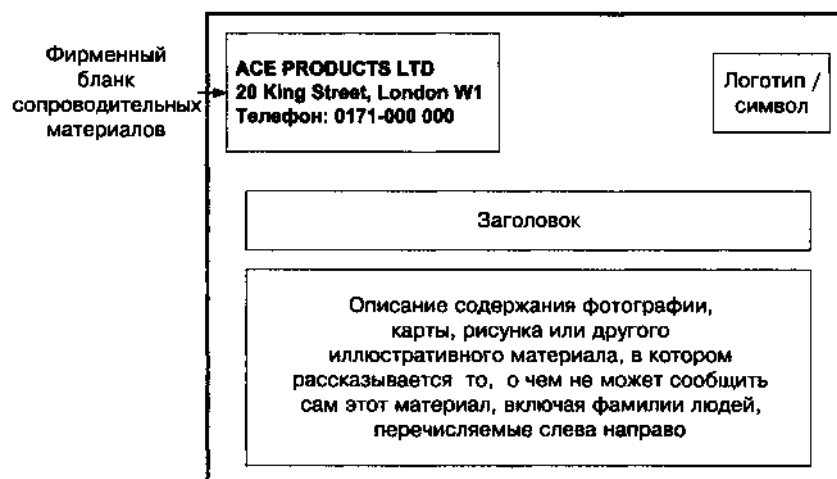 Фирменный
бланк
сопроводительных
материалов
ACE PRODUCTS LTD
20 King Street, London W1
Телефон: 0171-000 000
Логотип /
символ
Заголовок
Описание содержания фотографии,
карты, рисунка или другого
иллюстративного материала, в котором
рассказывается то, о чем не может сообщить
сам этот материал, включая фамилии людей,
перечисляемые слева направо